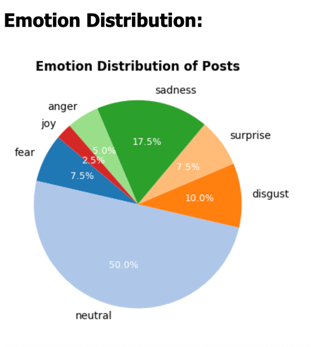 Emotion Distribution:
Emotion Distribution of Posts
sadness
anger
joy
surprise
fear
disgust
neutral
17.5%
5.0%
2.5%
7.5%
7.5%
10.0%
50.0%